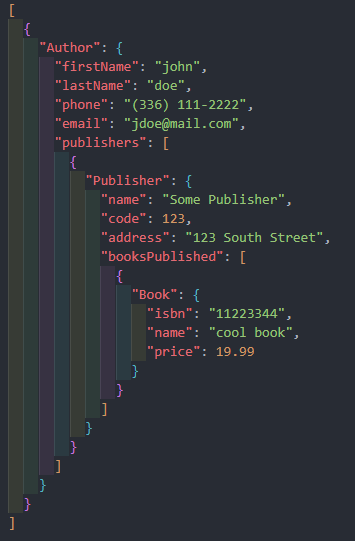 [
{
"Author": {
"firstName": "john",
"lastName": "doe",
"phone": "(336) 111-2222",
"email": "jdoe@mail.com",
"publishers": [
{
"Publisher": {
"name": "Some Publisher",
"code": 123,
"address": "123 South Street",
"booksPublished": [
{
"Book": {
"isbn": "11223344",
"name": "cool book",
"price": 19.99
}
}
]
}
}
]
}
}
]